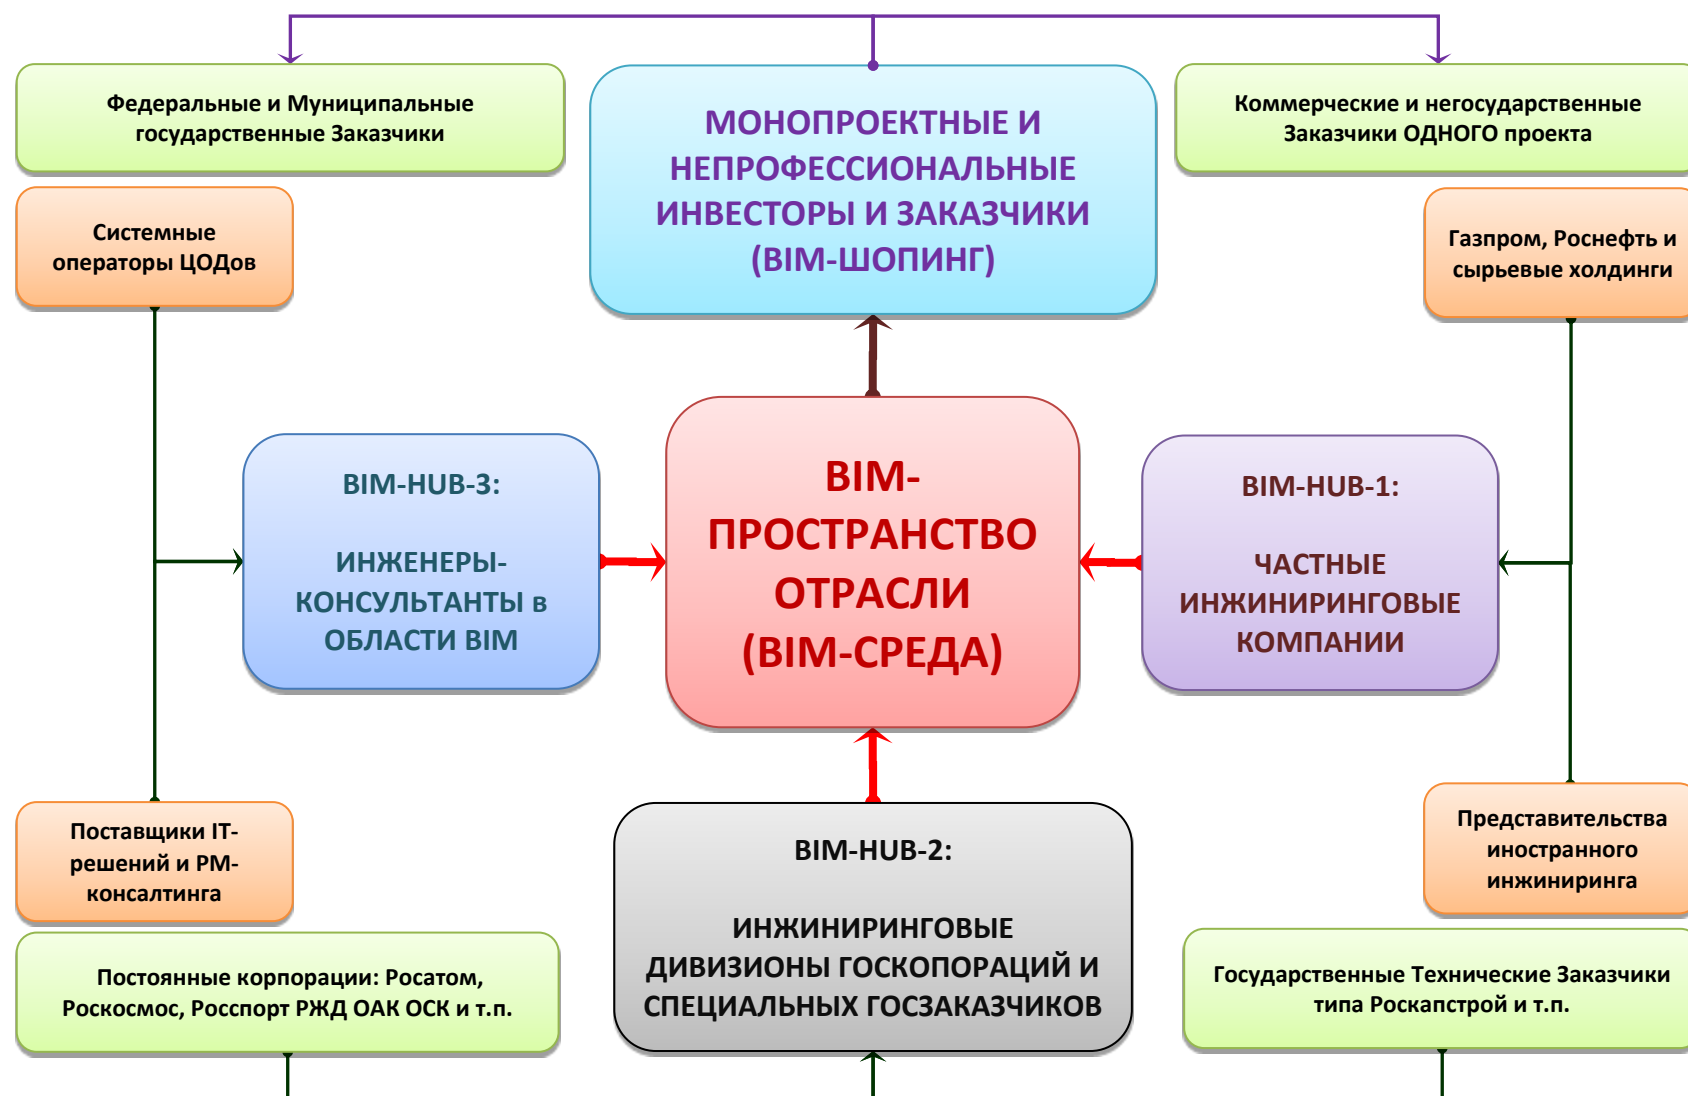 Федеральные и Муниципальные
государственные Заказчики
МОНОПРОЕКТНЫЕ И
НЕПРОФЕССИОНАЛЬНЫЕ
ИНВЕСТОРЫ И ЗАКАЗЧИКИ
(BIM-ШОПИНГ)
Коммерческие и негосударственные
Заказчики ОДНОГО проекта
Системные
операторы ЦОДов
Газпром, Роснефть и
сырьевые холдинги
BIM-HUB-3:
ИНЖЕНЕРЫ-
КОНСУЛЬТАНТЫ в
ОБЛАСТИ BIM
BIM-
ПРОСТРАНСТВО
ОТРАСЛИ
(BIM-СРЕДА)
BIM-HUB-1:
ЧАСТНЫЕ
ИНЖИНИРИНГОВЫЕ
КОМПАНИИ
Поставщики IT-
решений и PM-
консалтинга
BIM-HUB-2:
ИНЖИНИРИНГОВЫЕ
ДИВИЗИОНЫ ГОСКОПОРАЦИЙ И
СПЕЦИАЛЬНЫХ ГОСЗАКАЗЧИКОВ
Представительства
иностранного
инжиниринга
Постоянные корпорации: Росатом,
Роскосмос, Росспорт РЖД ОАК ОСК и т.п.
Государственные Технические Заказчики
типа Роскапстрой и т.п.